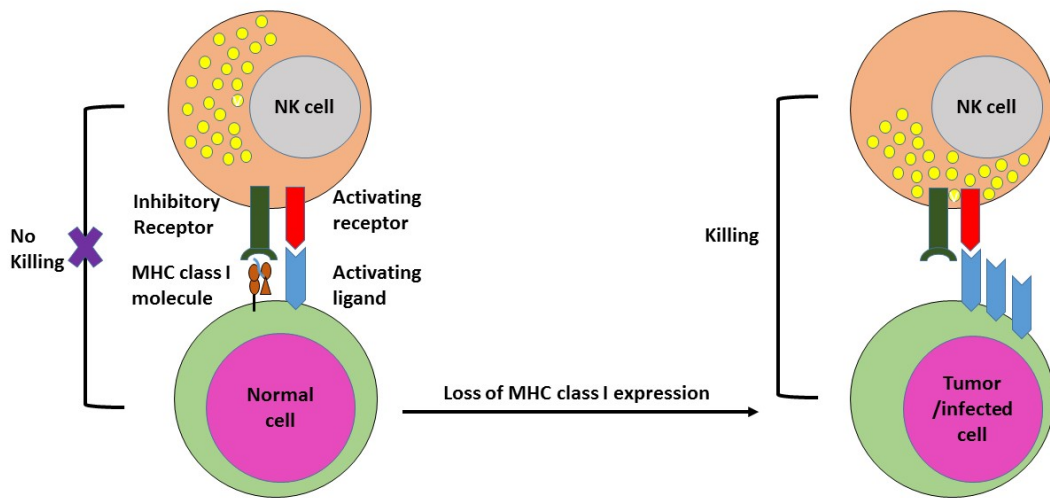 NK cell
Inhibitory
Receptor
Activating
receptor
No
Killing
MHC class I
molecule
Activating
ligand
Normal
cell
Loss of MHC class I expression
NK cell
Killing
Tumor
/infected
cell